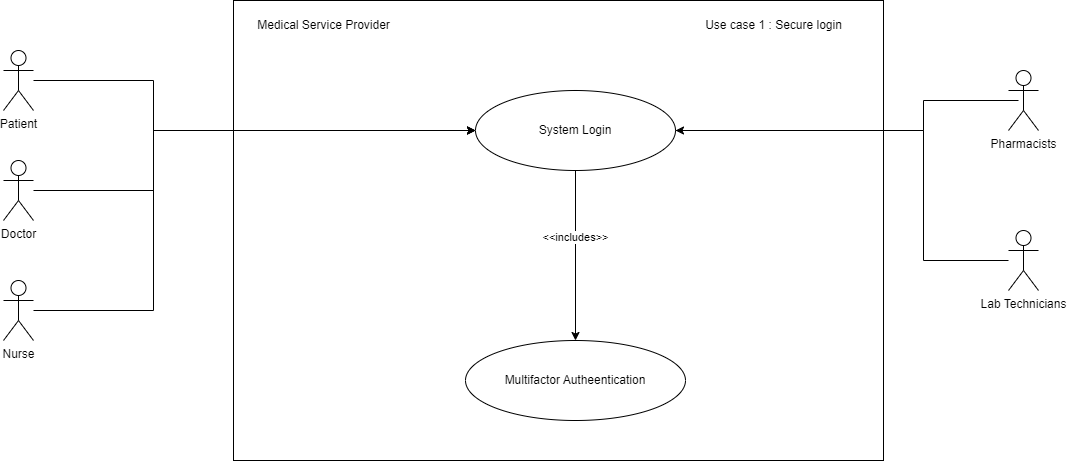 Medical Service Provider
Use case 1 : Secure login
Patient
System Login
Pharmacists
Doctor
<<includes>>
Lab Technicians
Nurse
Multifactor Autheentication